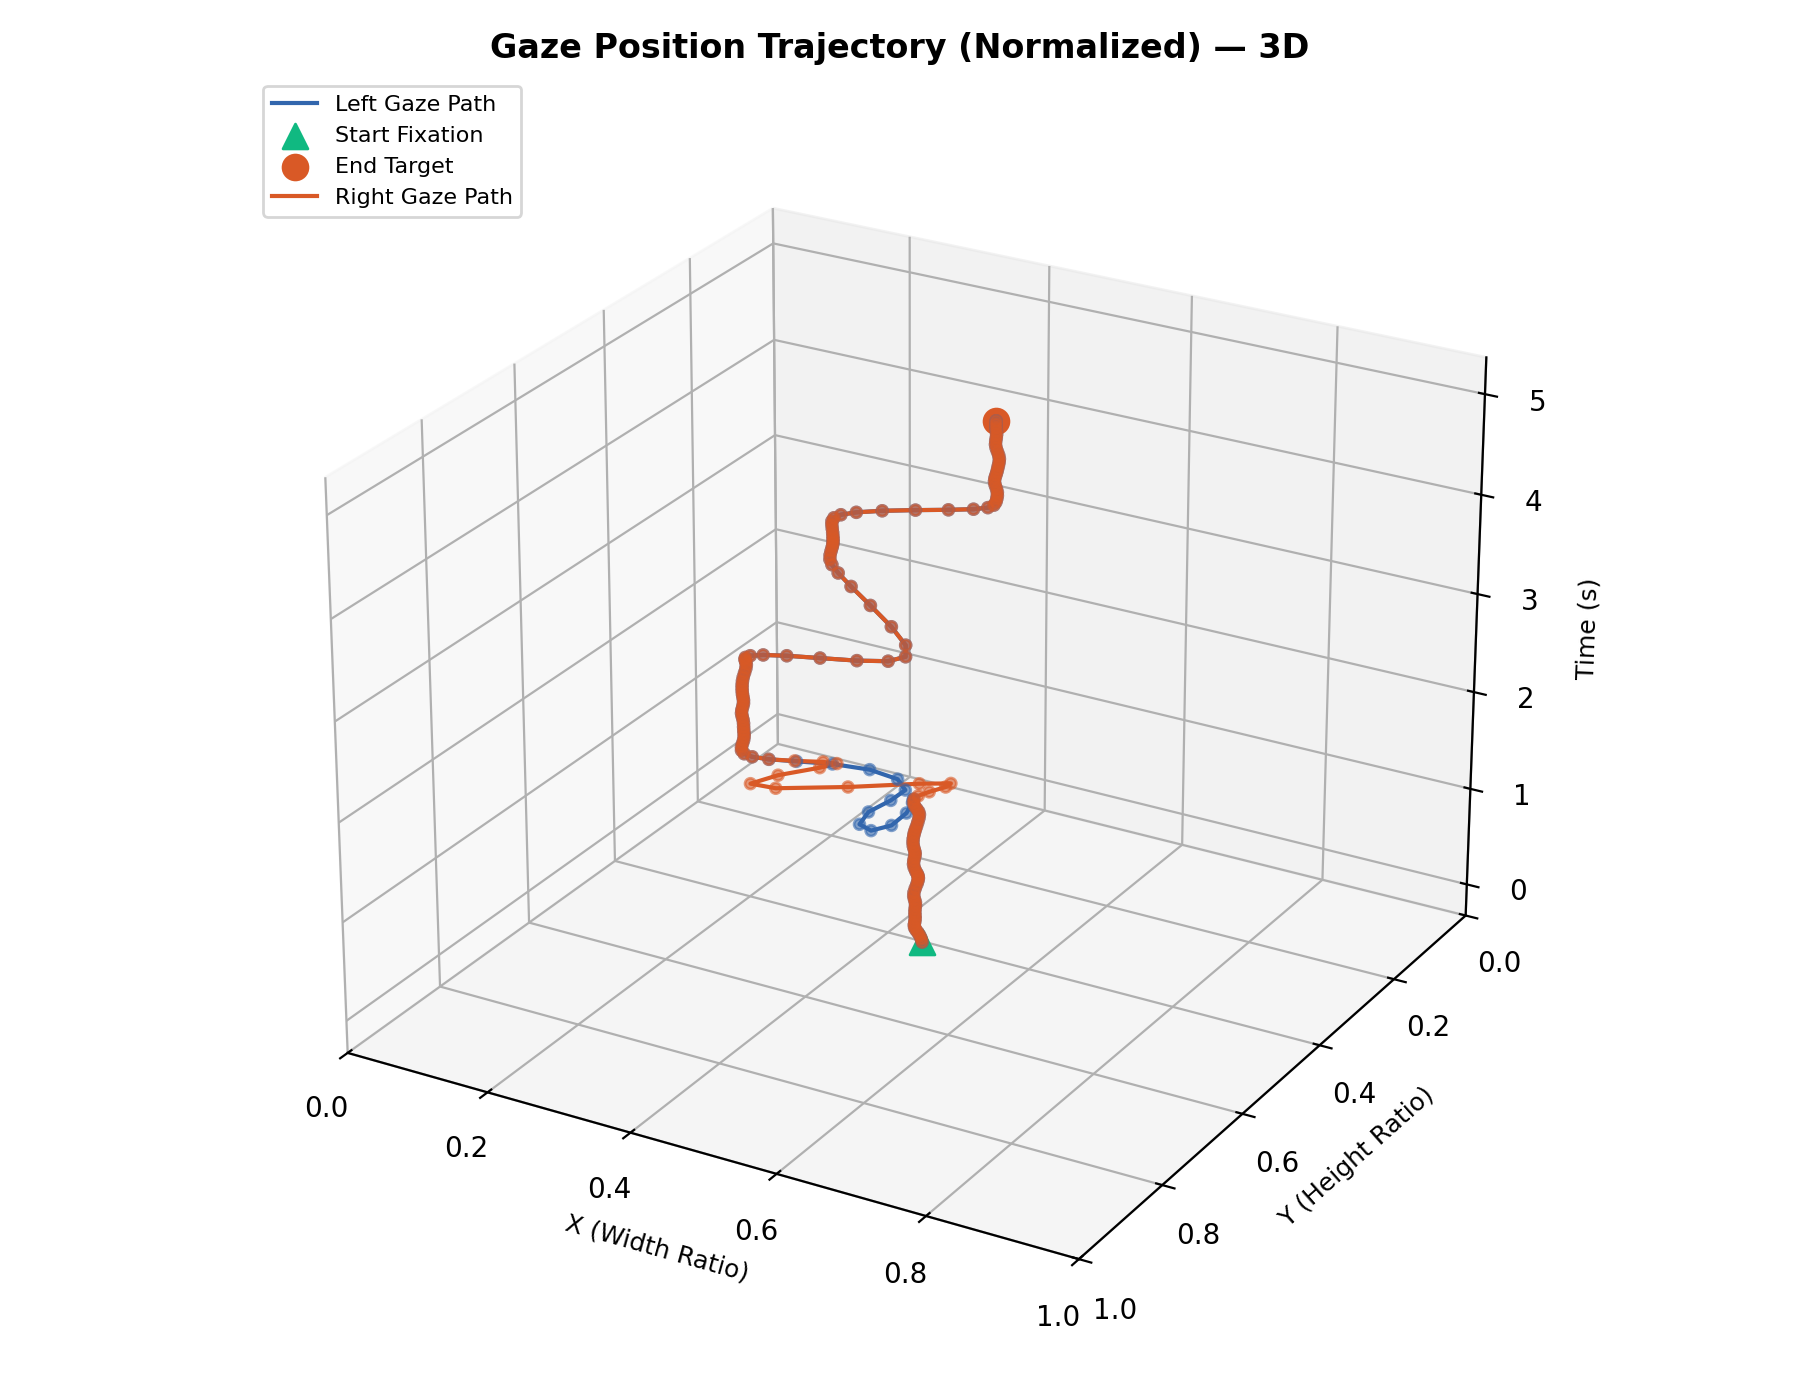 Gaze Position Trajectory (Normalized) — 3D
Left Gaze Path
Start Fixation
End Target
Right Gaze Path
5
4
3
2
1
0
Time (s)
0.0
0.2
0.4
0.6
0.8
1.0
Y (Height Ratio)
0.0
0.2
0.4
0.6
0.8
1.0
X (Width Ratio)